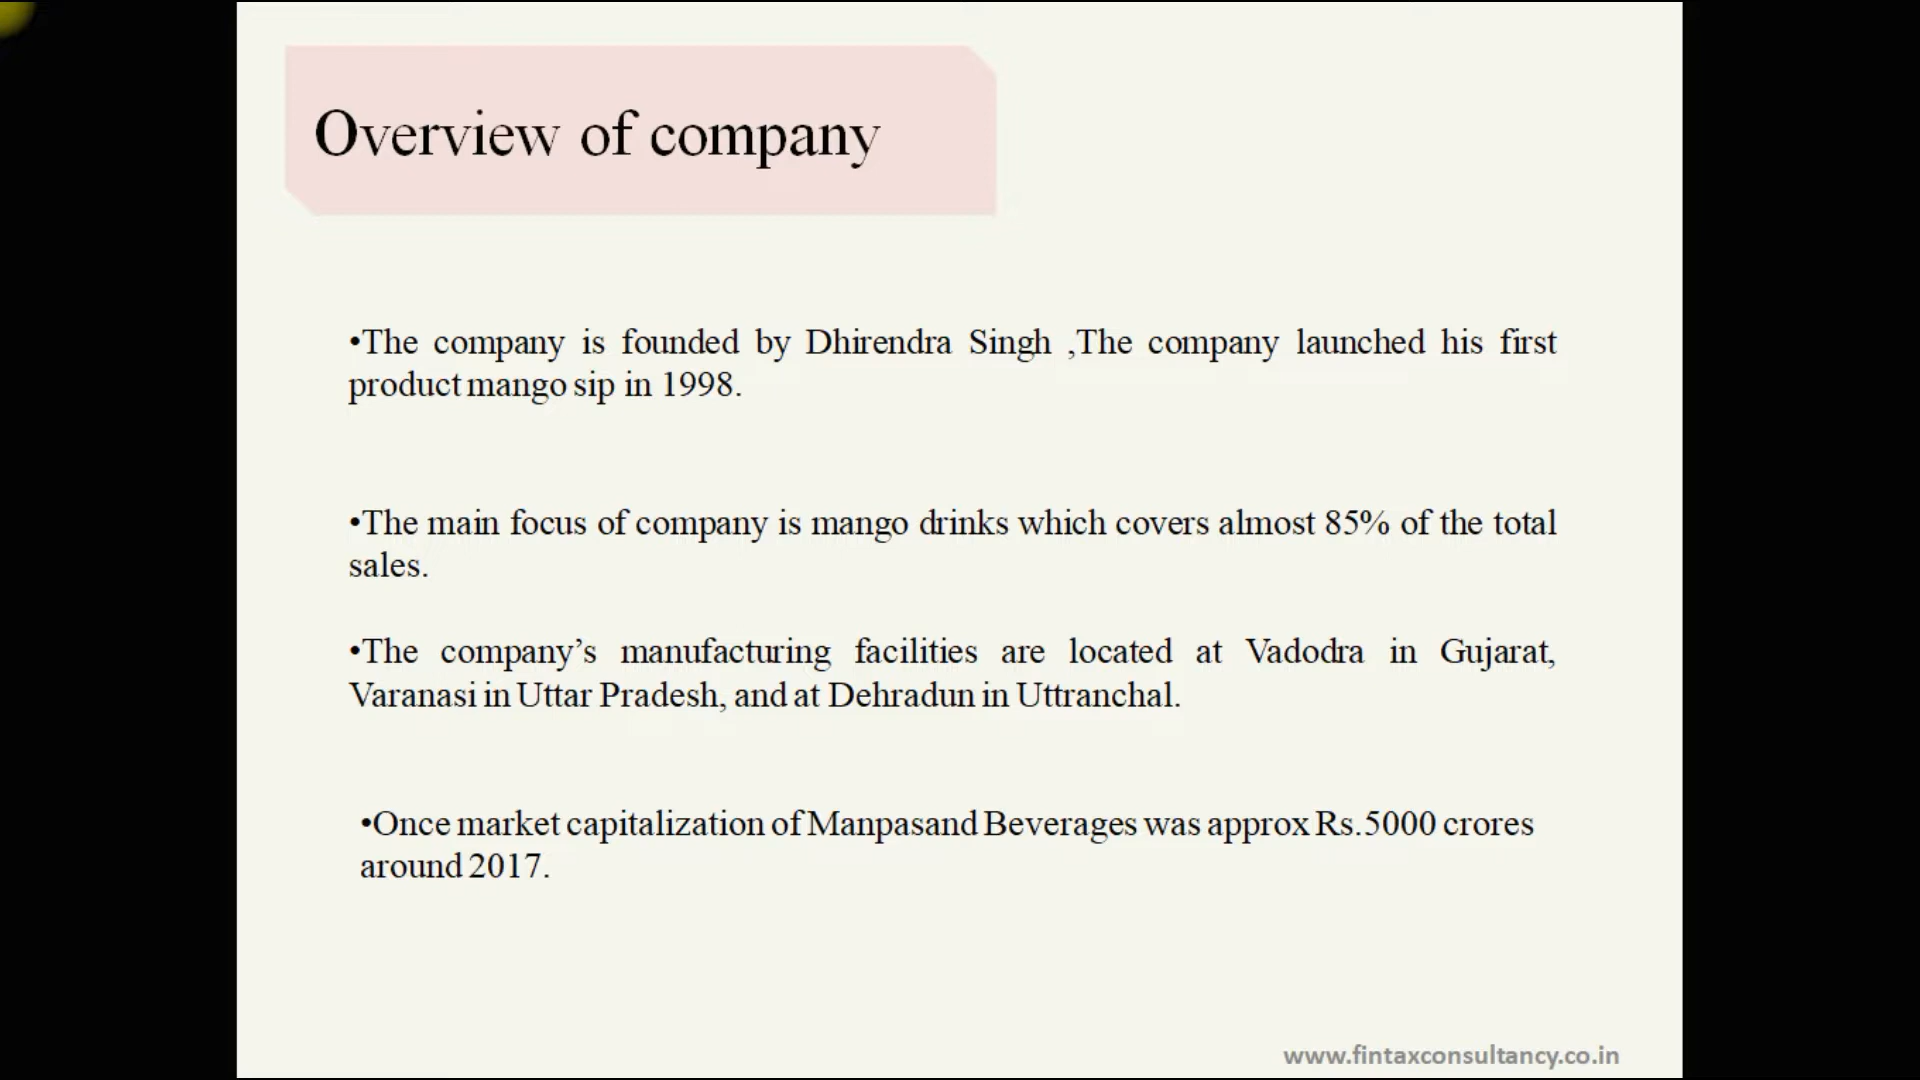 Overview of company
•The company is founded by Dhirendra Singh ,The company launched his first
product mango sip in 1998.
•The main focus of company is mango drinks which covers almost 85% of the total
sales.
•The company’s manufacturing facilities are located at Vadodra in Gujarat,
Varanasi in Uttar Pradesh, and at Dehradun in Uttranchal.
•Once market capitalization of Manpasand Beverages was approx Rs.5000 crores
around 2017.
www.fintaxconsultancy.co.in